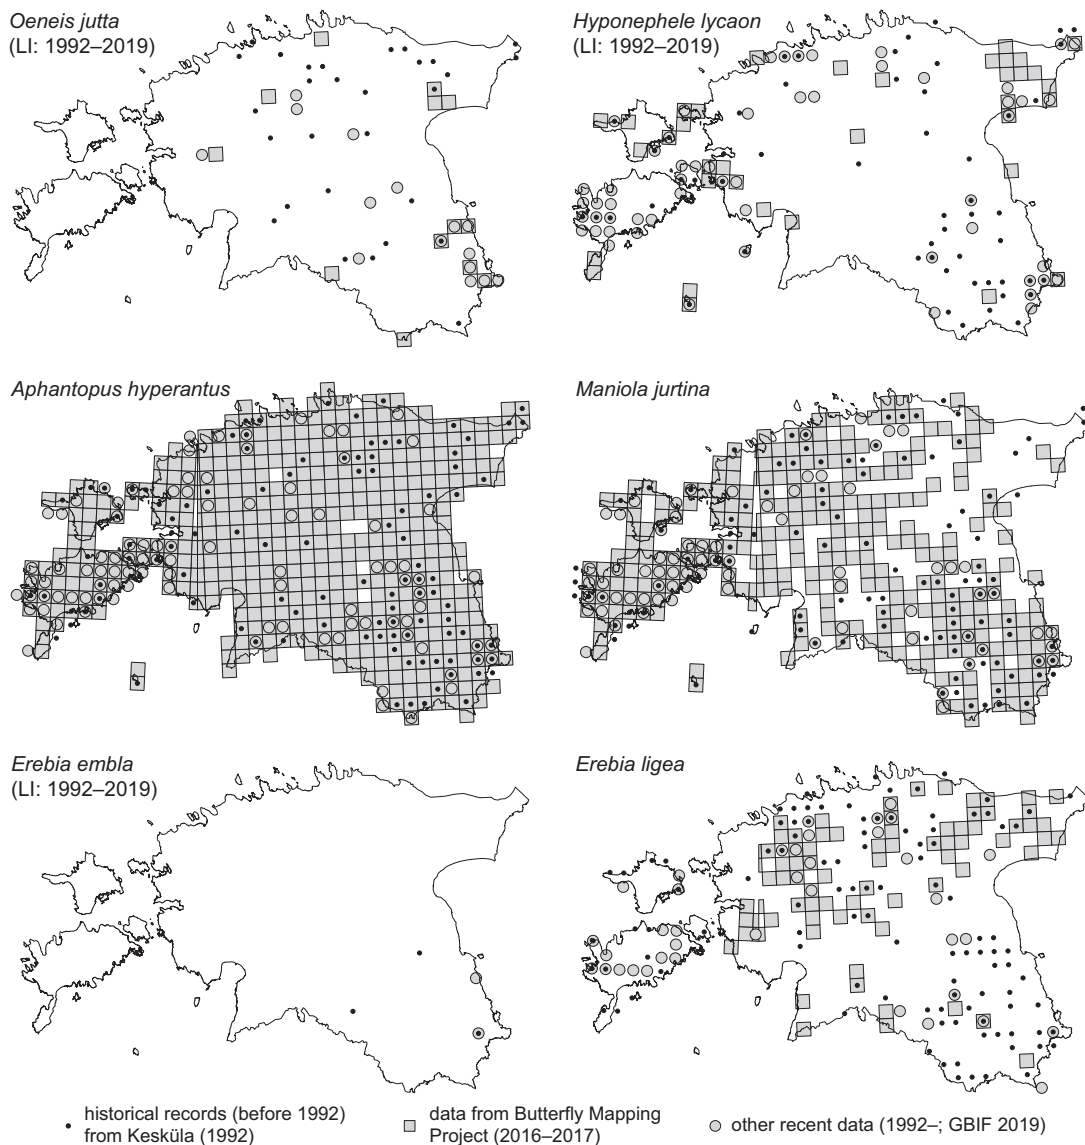 Oeneis jutta
(LI: 1992–2019)
Hyponephele lycaon
(LI: 1992–2019)
Aphantopus hyperantus
Maniola jurtina
Erebia embla
(LI: 1992–2019)
Erebia ligea
historical records (before 1992)
from Kesküla (1992)
data from Butterfly Mapping
Project (2016–2017)
other recent data (1992–; GBIF 2019)